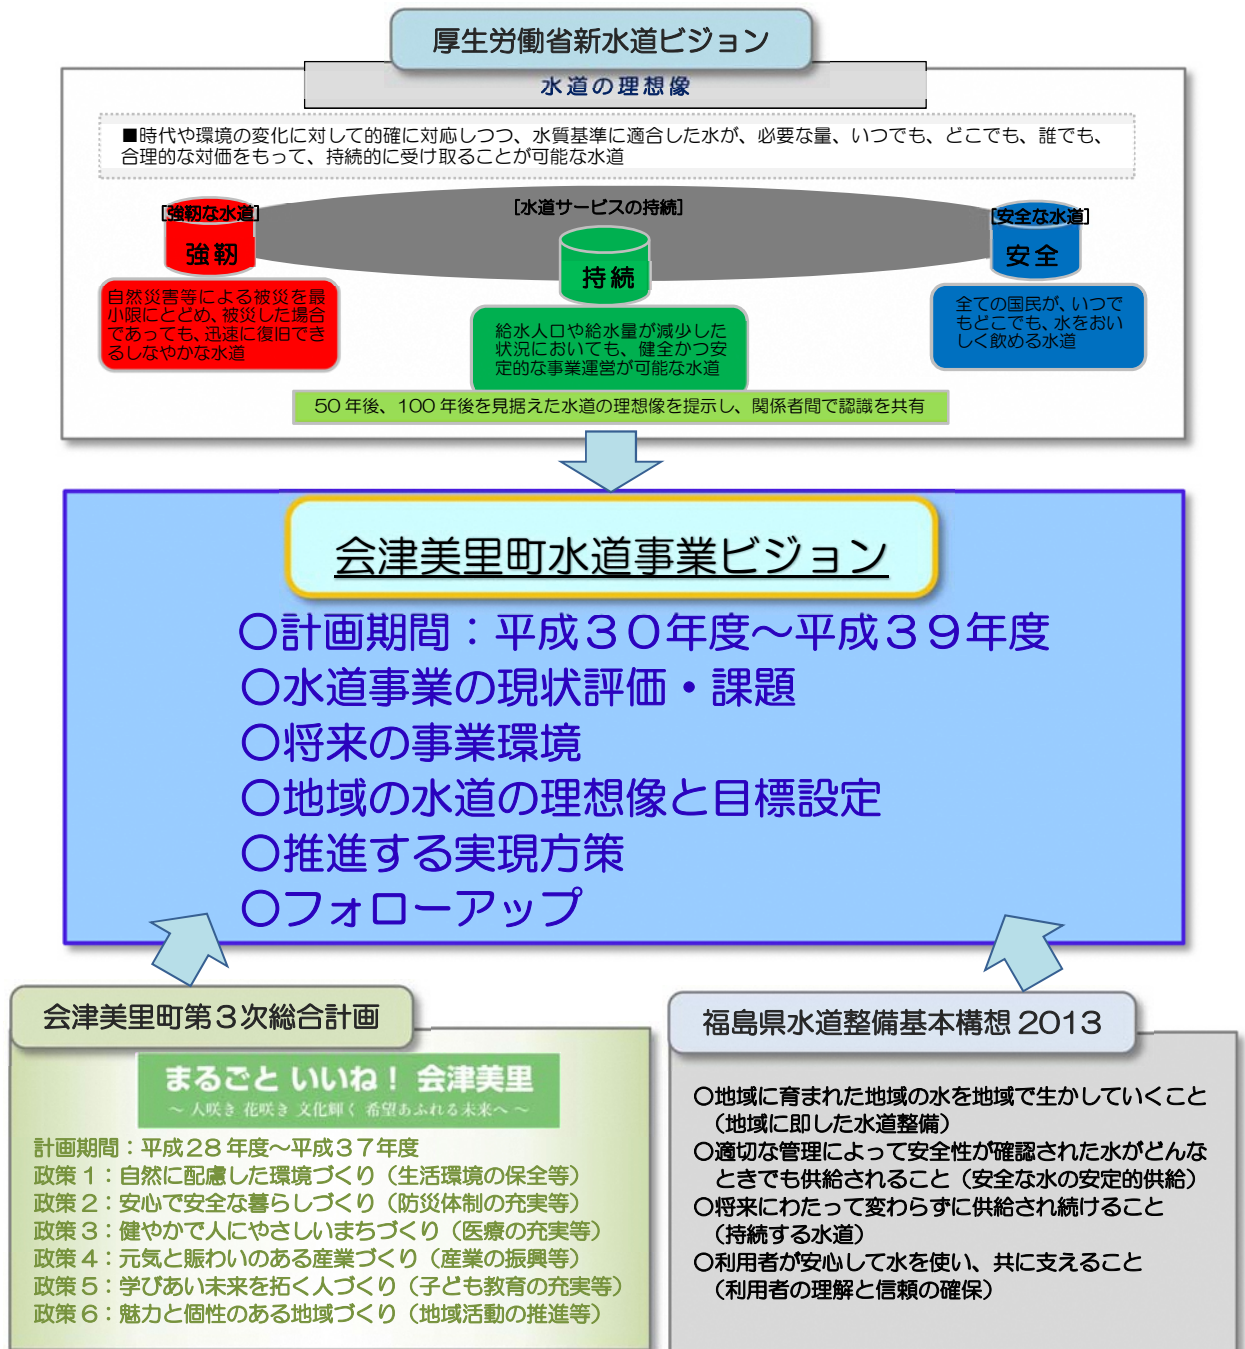 厚生労働省新水道ビジョン
水道の理想像
■時代や環境の変化に対して的確に対応しつつ、水質基準に適合した水が、必要な量、いつでも、どこでも、誰でも、
合理的な対価をもって、持続的に受け取ることが可能な水道
[強靭な水道]
強靭
自然災害等による被災を最
小限にとどめ、被災した場合
であっても、迅速に復旧でき
るしなやかな水道
[水道サービスの持続]
持続
給水人口や給水量が減少した
状況においても、健全かつ安
定的な事業運営が可能な水道
[安全な水道]
安全
全ての国民が、いつで
もどこでも、水をおい
しく飲める水道
50年後、100年後を見据えた水道の理想像を提示し、関係者間で認識を共有
会津美里町水道事業ビジョン
〇計画期間：平成３０年度～平成３９年度
〇水道事業の現状評価・課題
〇将来の事業環境
〇地域の水道の理想像と目標設定
〇推進する実現方策
〇フォローアップ
会津美里町第３次総合計画
まるごと いいね！ 会津美里
～ 人咲き 花咲き 文化輝く 希望あふれる未来へ ～
計画期間：平成28年度～平成37年度
政策１：自然に配慮した環境づくり（生活環境の保全等）
政策２：安心で安全な暮らしづくり（防災体制の充実等）
政策３：健やかで人にやさしいまちづくり（医療の充実等）
政策４：元気と賑わいのある産業づくり（産業の振興等）
政策５：学びあい未来を拓く人づくり（子ども教育の充実等）
政策６：魅力と個性のある地域づくり（地域活動の推進等）
福島県水道整備基本構想 2013
〇地域に育まれた地域の水を地域で生かしていくこと
（地域に即した水道整備）
〇適切な管理によって安全性が確認された水がどんな
ときでも供給されること（安全な水の安定的供給）
〇将来にわたって変わらずに供給され続けること
（持続する水道）
〇利用者が安心して水を使い、共に支えること
（利用者の理解と信頼の確保）